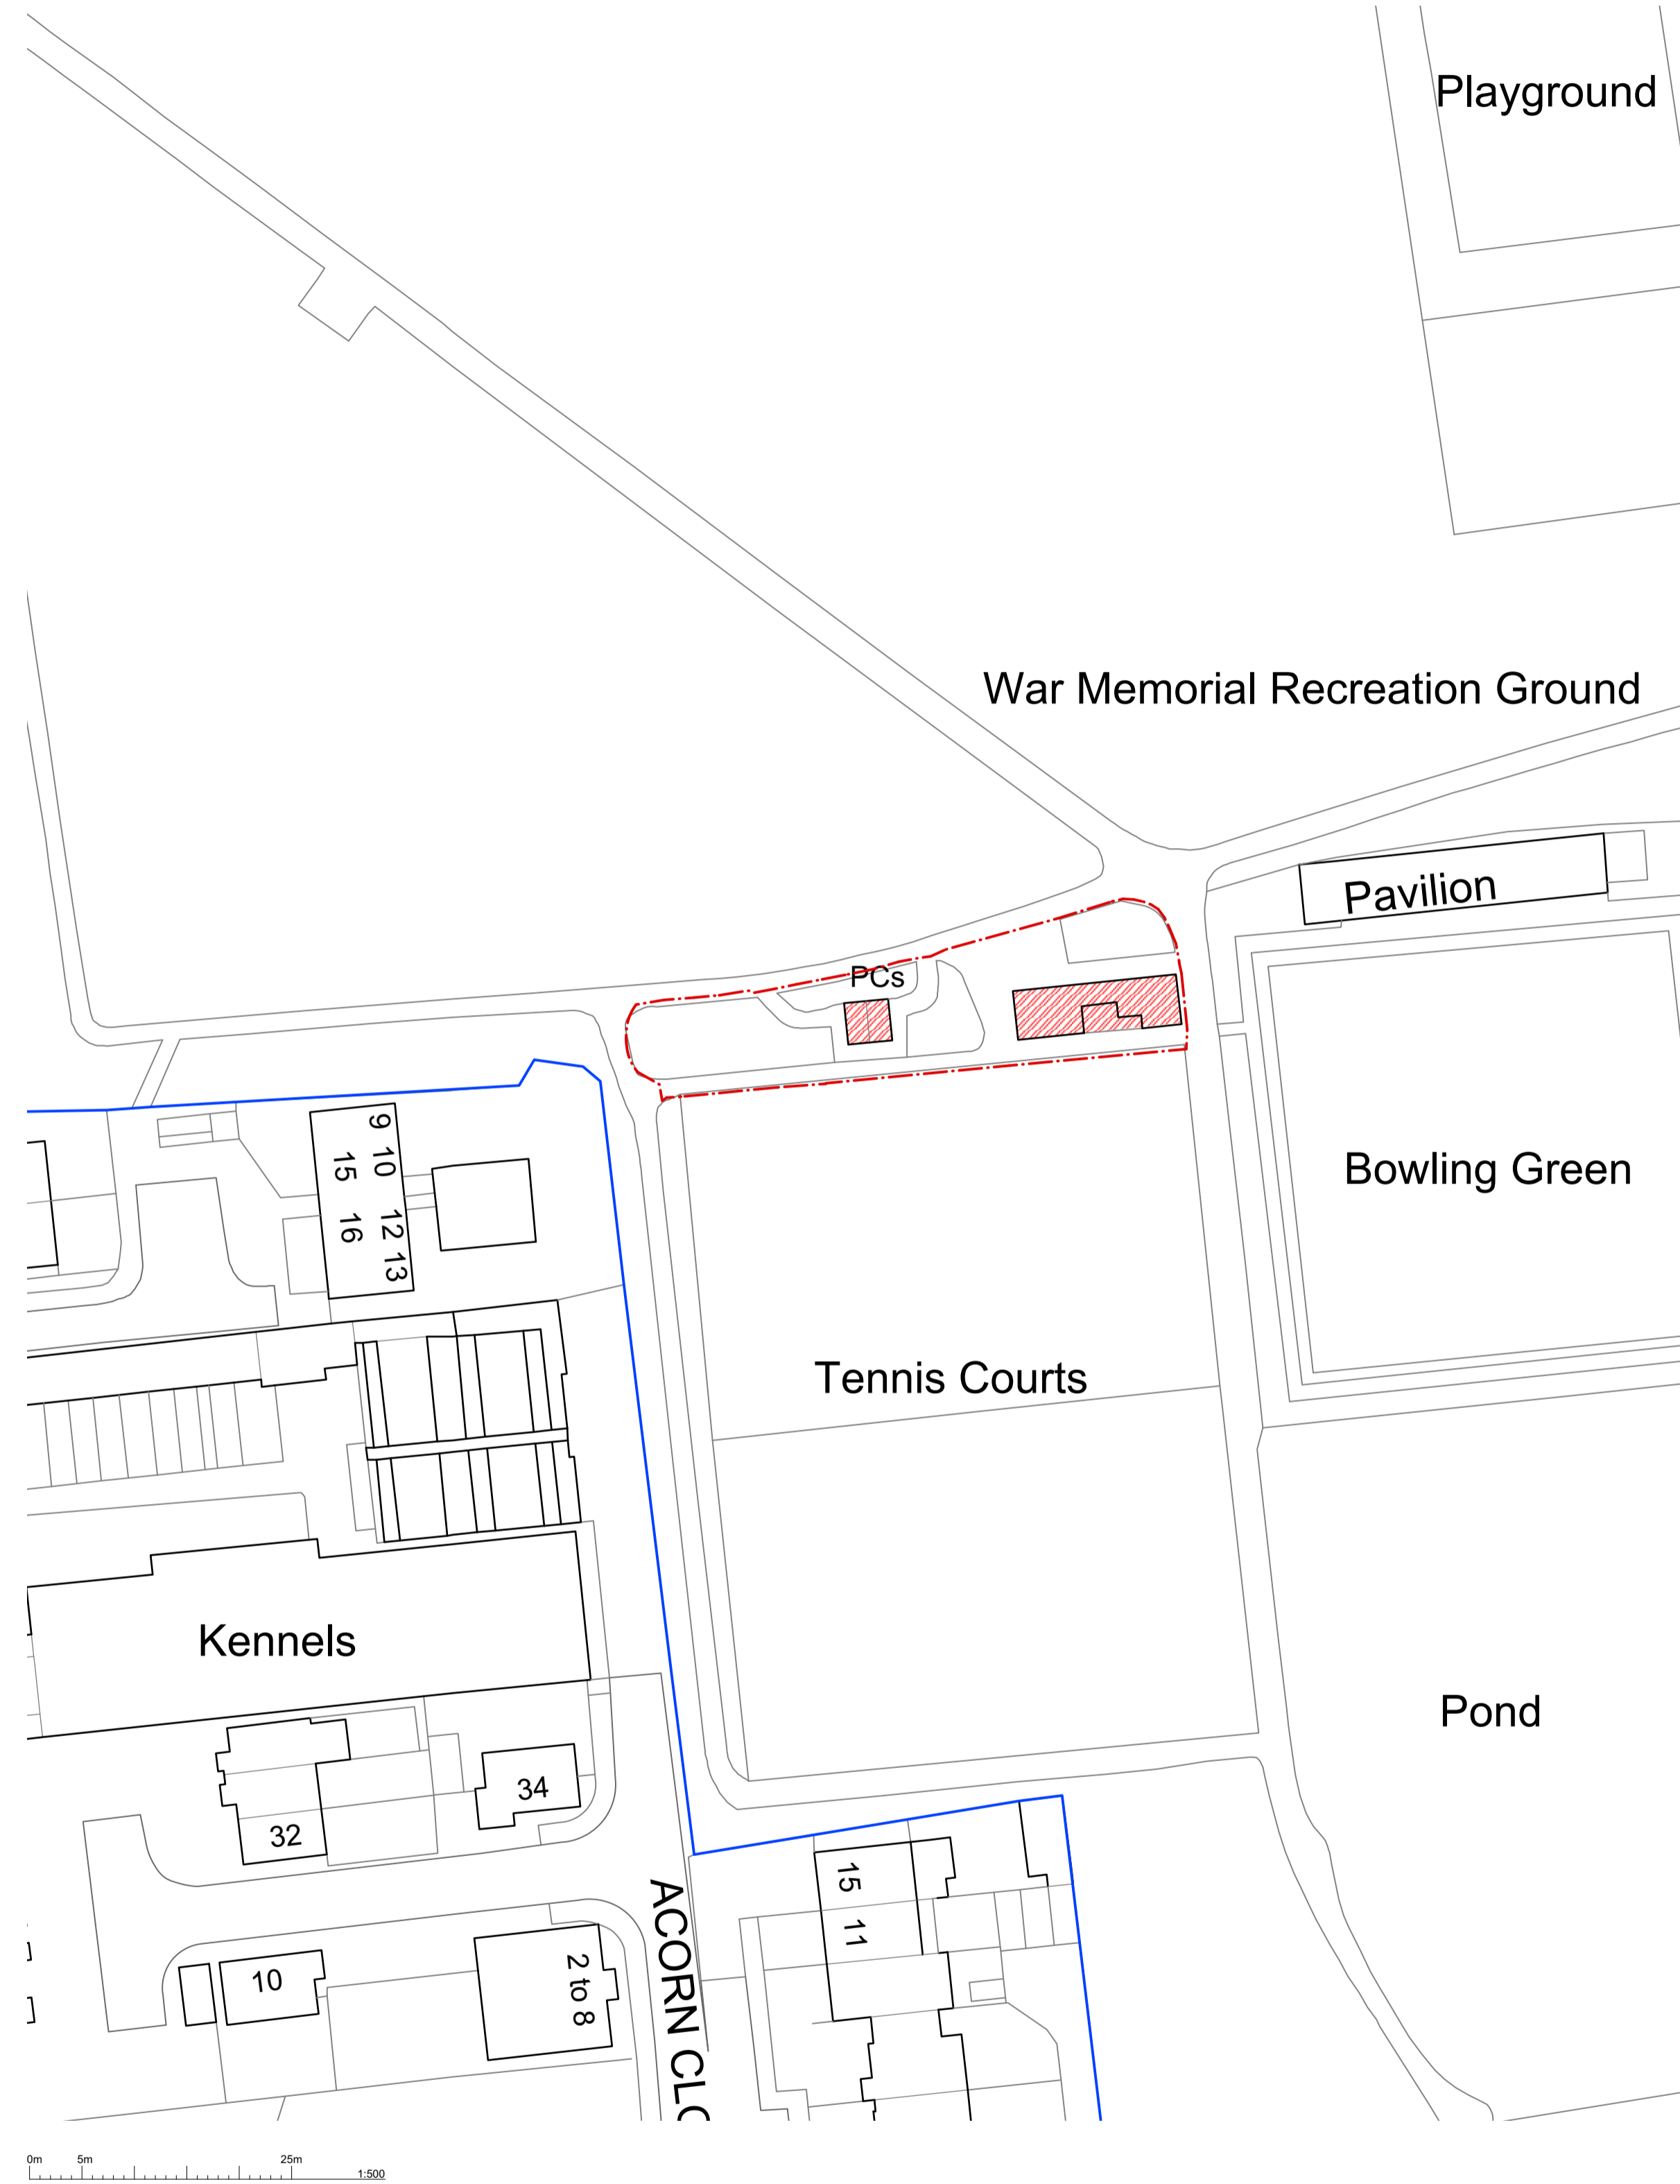 Playground
War Memorial Recreation Ground
Pavilion
PCs
9
10
15
12
16
13
Bowling Green
Tennis Courts
Kennels
Pond
34
32
15
11
ACORN CLO
10
2 to 8
0m 5m 25m
1:500